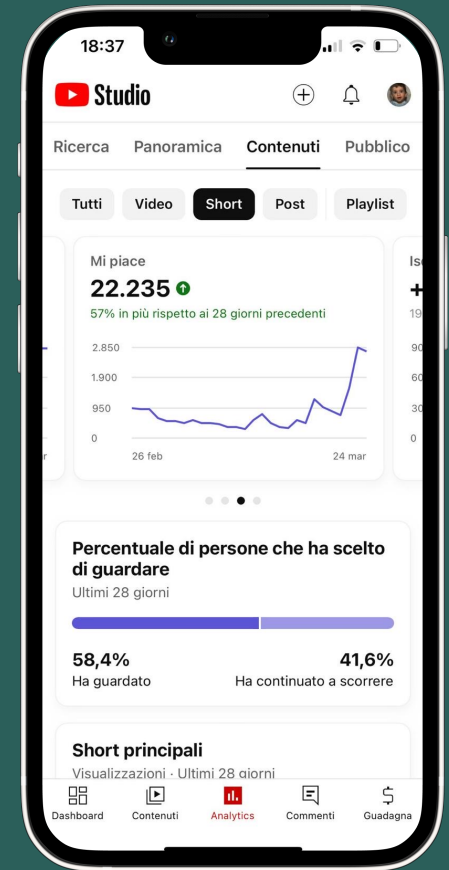 18:37
Studio
Ricerca Panoramica Contenuti Pubblico
Tutti Video Short Post Playlist
Mi piace
22.235
57% in più rispetto ai 28 giorni precedenti
2.850
1.900
950
0
26 feb 24 mar
+
19
90
60
30
0
Percentuale di persone che ha scelto
di guardare
Ultimi 28 giorni
58,4% 41,6%
Ha guardato Ha continuato a scorrere
Short principali
Visualizzazioni · Ultimi 28 giorni
Dashboard Contenuti Analytics Commenti Guadagna